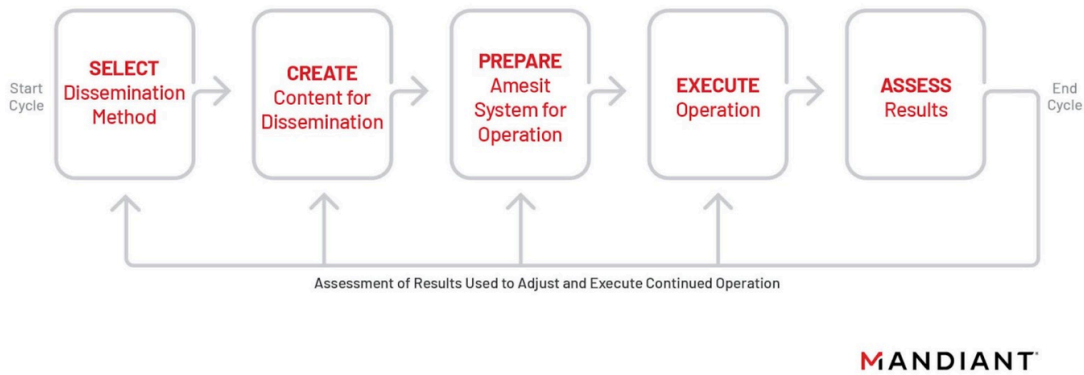 Start
Cycle
SELECT
Dissemination
Method
CREATE
Content for
Dissemination
PREPARE
Amesit
System for
Operation
EXECUTE
Operation
ASSESS
Results
End
Cycle
Assessment of Results Used to Adjust and Execute Continued Operation
MANDIANT